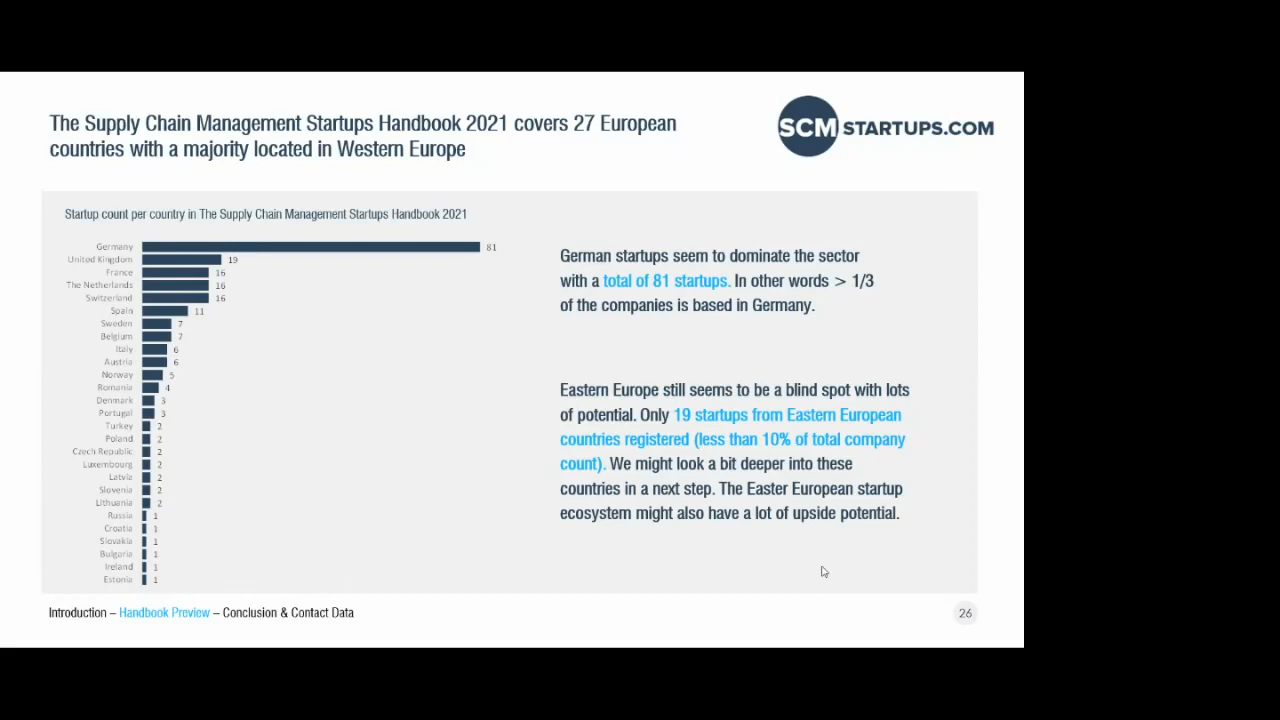 The Supply Chain Management Startups Handbook 2021 covers 27 European
countries with a majority located in Western Europe
SCM STARTUPS.COM
Startup count per country in The Supply Chain Management Startups Handbook 2021
Germany 81
United Kingdom 19
France 16
The Netherlands 16
Switzerland 16
Spain 11
Sweden 7
Belgium 7
Italy 6
Austria 6
Norway 5
Romania 4
Denmark 3
Portugal 3
Turkey 2
Poland 2
Czech Republic 2
Luxembourg 2
Latvia 2
Slovenia 2
Lithuania 2
Russia 1
Croatia 1
Slovakia 1
Bulgaria 1
Ireland 1
Estonia 1
German startups seem to dominate the sector
with a total of 81 startups. In other words > 1/3
of the companies is based in Germany.
Eastern Europe still seems to be a blind spot with lots
of potential. Only 19 startups from Eastern European
countries registered (less than 10% of total company
count). We might look a bit deeper into these
countries in a next step. The Easter European startup
ecosystem might also have a lot of upside potential.
Introduction – Handbook Preview – Conclusion & Contact Data
26